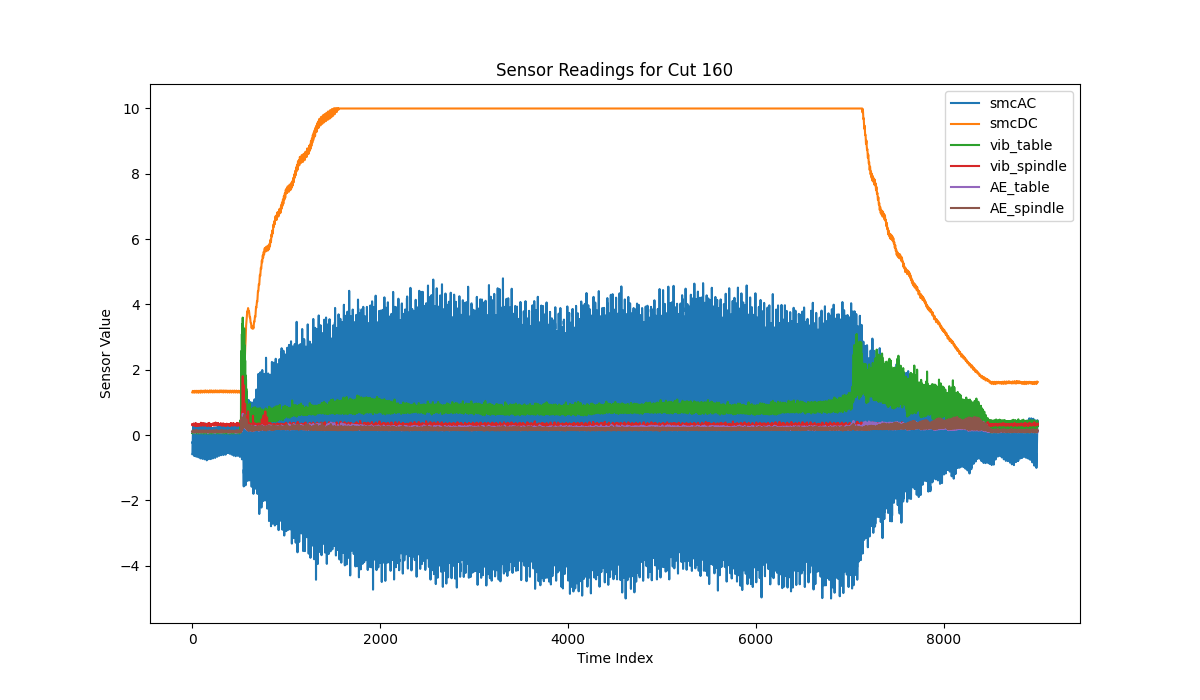 Sensor Readings for Cut 160
10
8
6
4
2
0
−2
−4
Sensor Value
smcAC
smcDC
vib_table
vib_spindle
AE_table
AE_spindle
0 2000 4000 6000 8000
Time Index